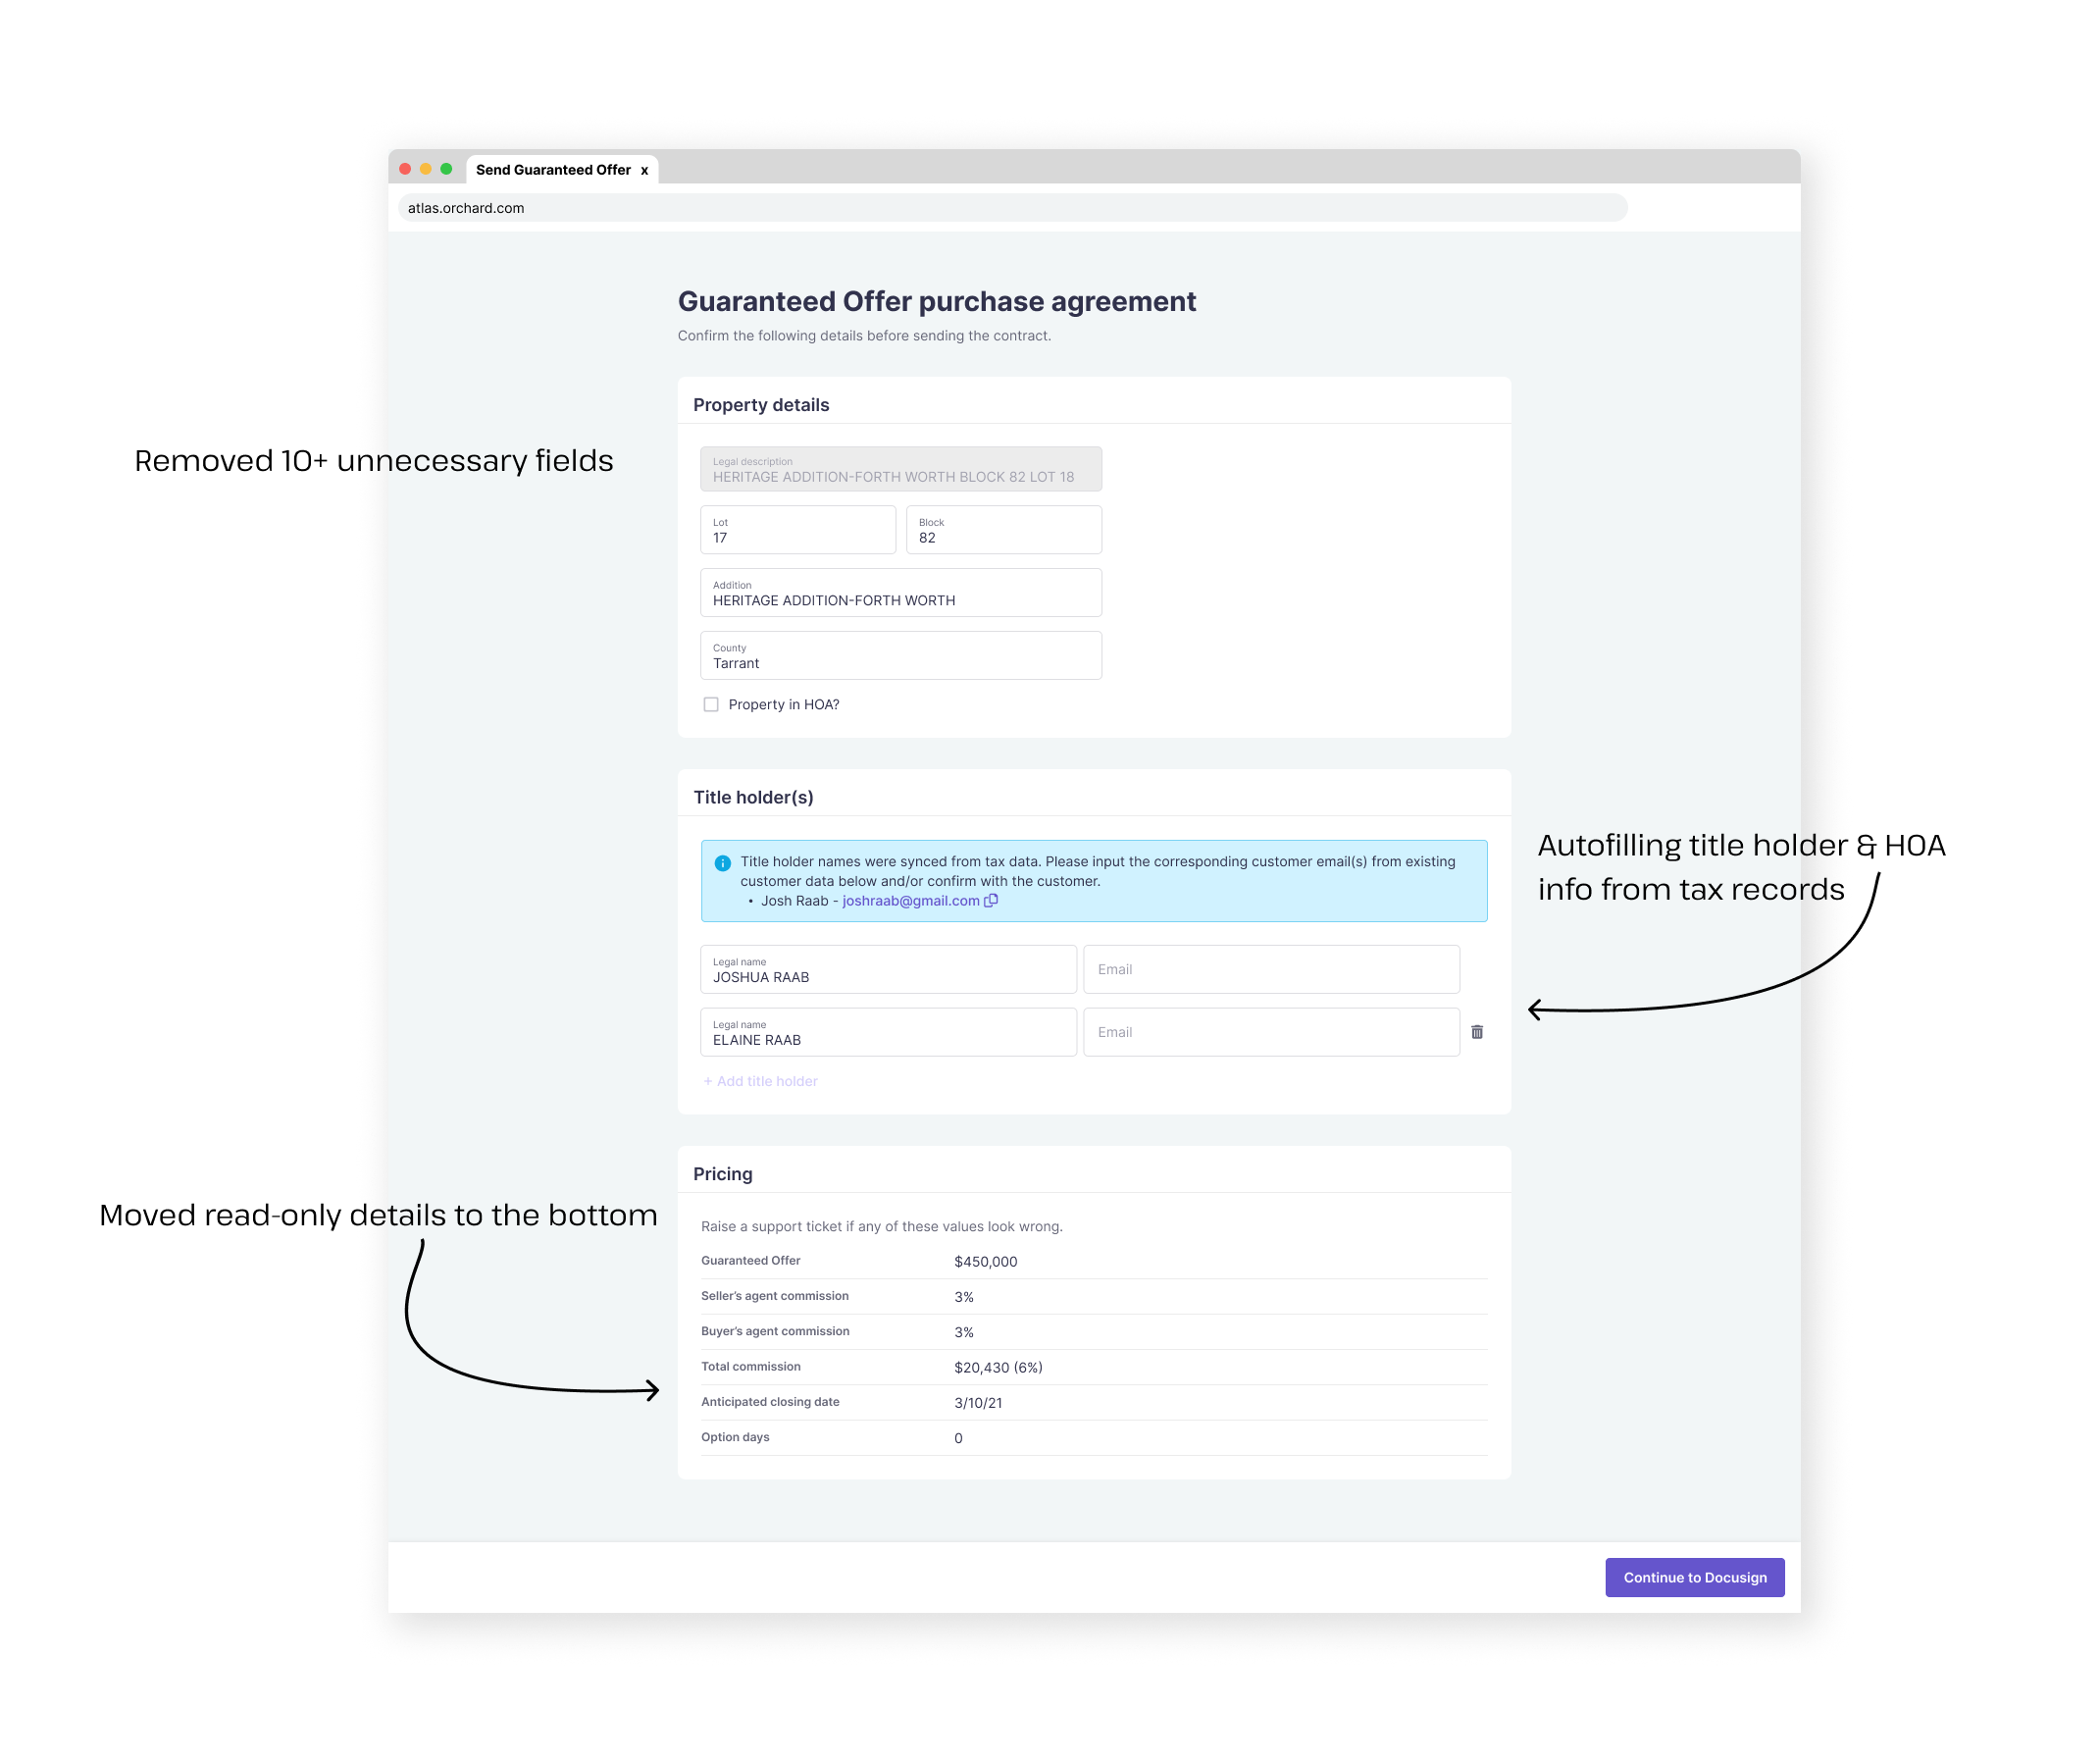 Send Guaranteed Offer x
atlas.orchard.com
Guaranteed Offer purchase agreement
Confirm the following details before sending the contract.
Property details
Removed 10+ unnecessary fields
Legal description
HERITAGE ADDITION-FORTH WORTH BLOCK 82 LOT 18
Lot
17
Block
82
Addition
HERITAGE ADDITION-FORTH WORTH
County
Tarrant
Property in HOA?
Title holder(s)
Title holder names were synced from tax data. Please input the corresponding customer email(s) from existing
customer data below and/or confirm with the customer.
• Josh Raab - joshraab@gmail.com
Autofilling title holder & HOA
info from tax records
Legal name
JOSHUA RAAB
Email
Legal name
ELAINE RAAB
Email
+ Add title holder
Pricing
Moved read-only details to the bottom
Raise a support ticket if any of these values look wrong.
Guaranteed Offer $450,000
Seller's agent commission 3%
Buyer's agent commission 3%
Total commission $20,430 (6%)
Anticipated closing date 3/10/21
Option days 0
Continue to Docusign